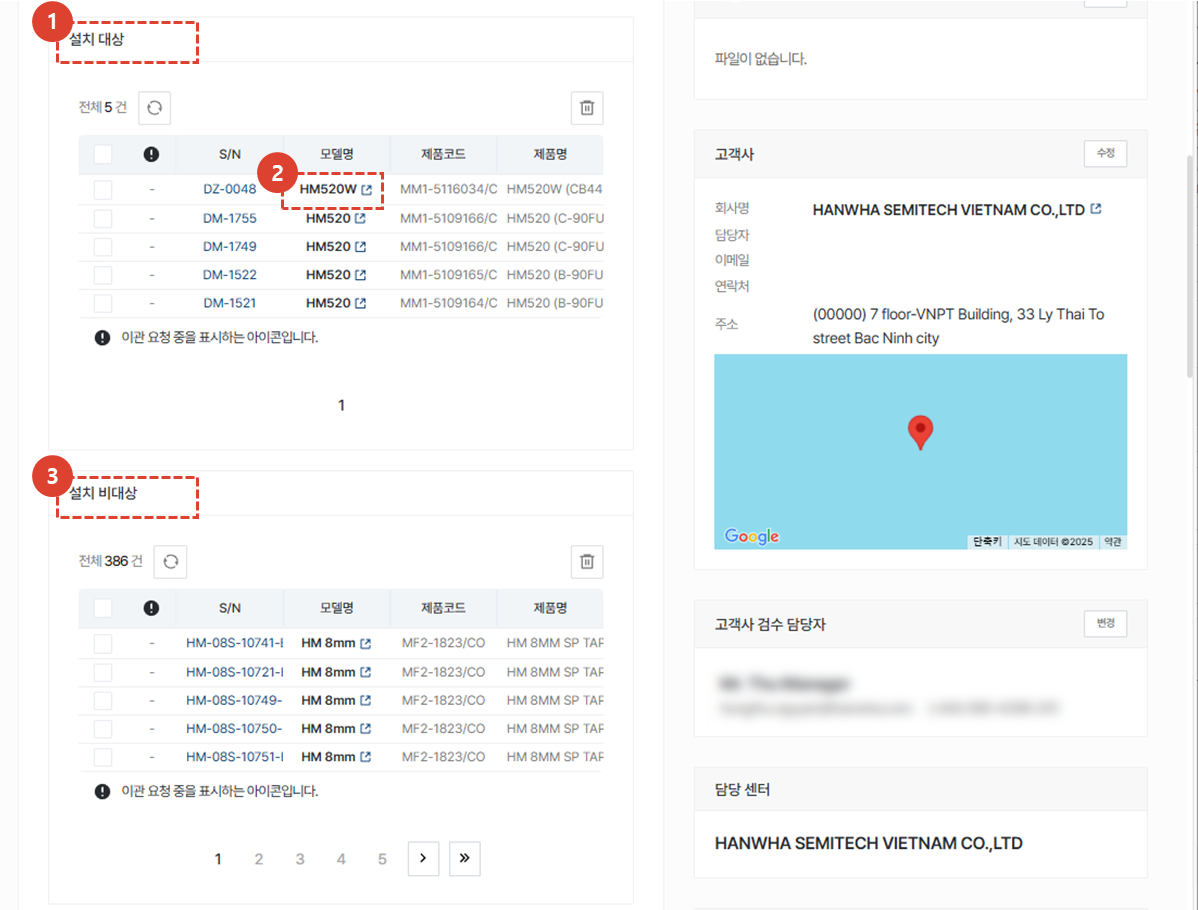 1
설치 대상
전체 5 건
S/N 모델명 제품코드 제품명
2
- DZ-0048 HM520W MM1-5116034/C HM520W (CB44
- DM-1755 HM520 MM1-5109166/C HM520 (C-90FU
- DM-1749 HM520 MM1-5109166/C HM520 (C-90FU
- DM-1522 HM520 MM1-5109165/C HM520 (B-90FU
- DM-1521 HM520 MM1-5109164/C HM520 (B-90FU
이관 요청 중을 표시하는 아이콘입니다.
1
3
설치 비대상
전체 386 건
S/N 모델명 제품코드 제품명
- HM-08S-10741- HM 8mm MF2-1823/CO HM 8MM SP TAP
- HM-08S-10721- HM 8mm MF2-1823/CO HM 8MM SP TAP
- HM-08S-10749- HM 8mm MF2-1823/CO HM 8MM SP TAP
- HM-08S-10750- HM 8mm MF2-1823/CO HM 8MM SP TAP
- HM-08S-10751- HM 8mm MF2-1823/CO HM 8MM SP TAP
이관 요청 중을 표시하는 아이콘입니다.
1 2 3 4 5 > »
파일이 없습니다.
고객사 수정
회사명 HANWHA SEMITECH VIETNAM CO.,LTD
담당자
이메일
연락처
주소 (00000) 7 floor-VNPT Building, 33 Ly Thai To
street Bac Ninh city
Google 단축키 지도 데이터 ©2025 약관
고객사 검수 담당자 변경
담당 센터
HANWHA SEMITECH VIETNAM CO.,LTD